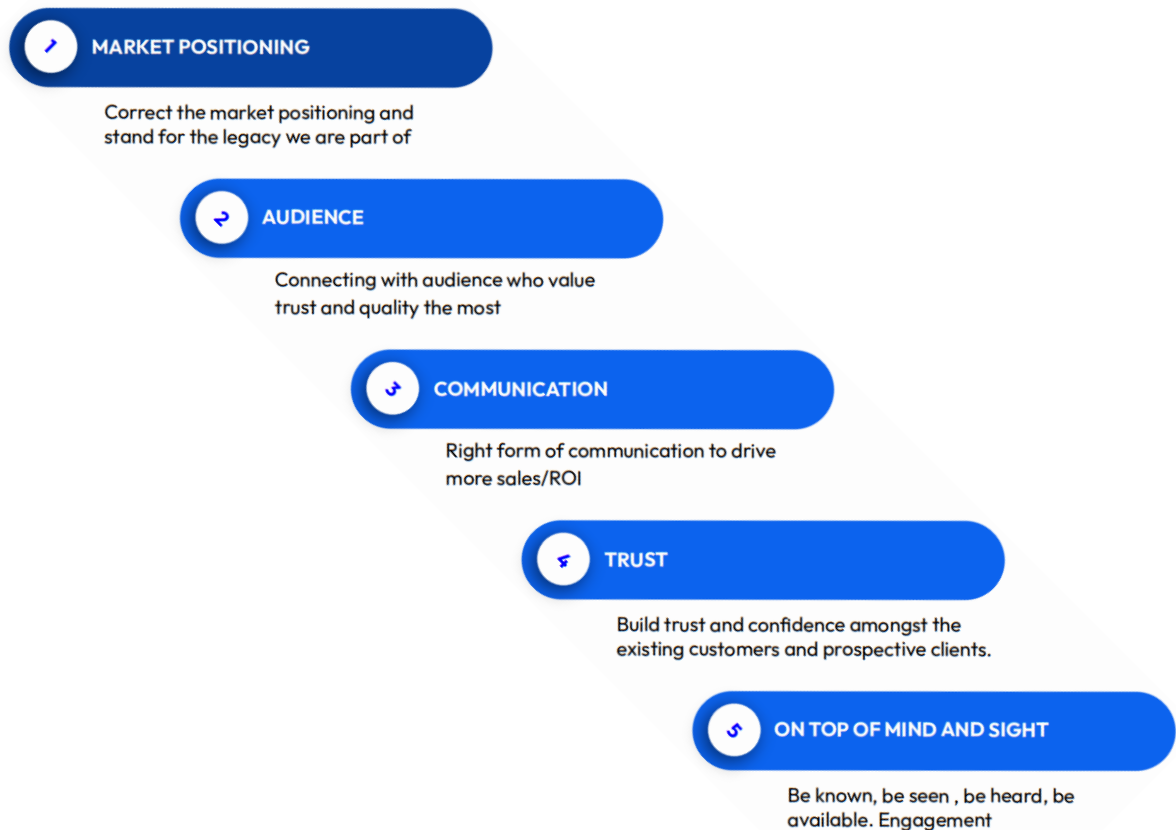 1 MARKET POSITIONING
Correct the market positioning and
stand for the legacy we are part of
2 AUDIENCE
Connecting with audience who value
trust and quality the most
3 COMMUNICATION
Right form of communication to drive
more sales/ROI
4 TRUST
Build trust and confidence amongst the
existing customers and prospective clients.
5 ON TOP OF MIND AND SIGHT
Be known, be seen , be heard, be
available. Engagement